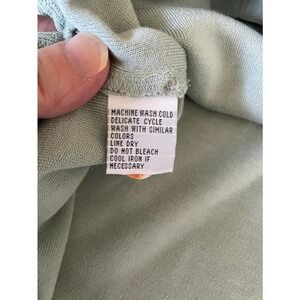 MACHINE WASH COLD
DELICATE CYCLE
WASH WITH SIMILAR
COLORS
LINE DRY
DO NOT BLEACH
COOL IRON IF
NECESSARY